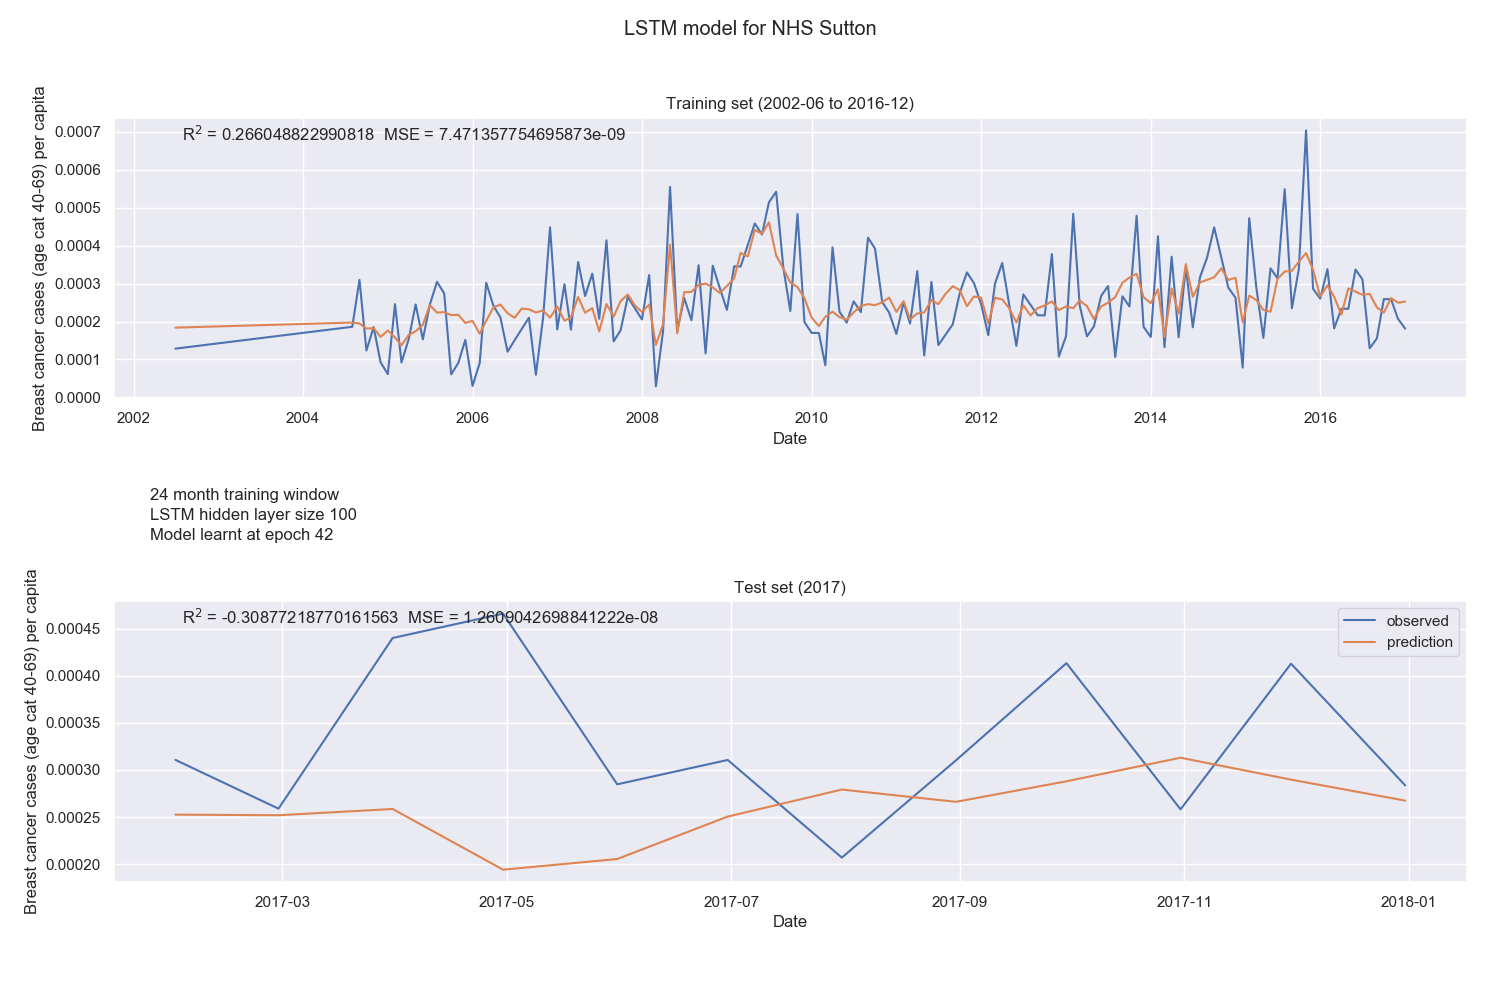 LSTM model for NHS Sutton
Training set (2002-06 to 2016-12)
R² = 0.266048822990818 MSE = 7.471357754695873e-09
Breast cancer cases (age cat 40-69) per capita
0.0007
0.0006
0.0005
0.0004
0.0003
0.0002
0.0001
0.0000
2002 2004 2006 2008 2010 2012 2014 2016
Date
24 month training window
LSTM hidden layer size 100
Model learnt at epoch 42
Test set (2017)
R² = -0.30877218770161563 MSE = 1.2609042698841222e-08
observed
prediction
Breast cancer cases (age cat 40-69) per capita
0.00045
0.00040
0.00035
0.00030
0.00025
0.00020
2017-03 2017-05 2017-07 2017-09 2017-11 2018-01
Date